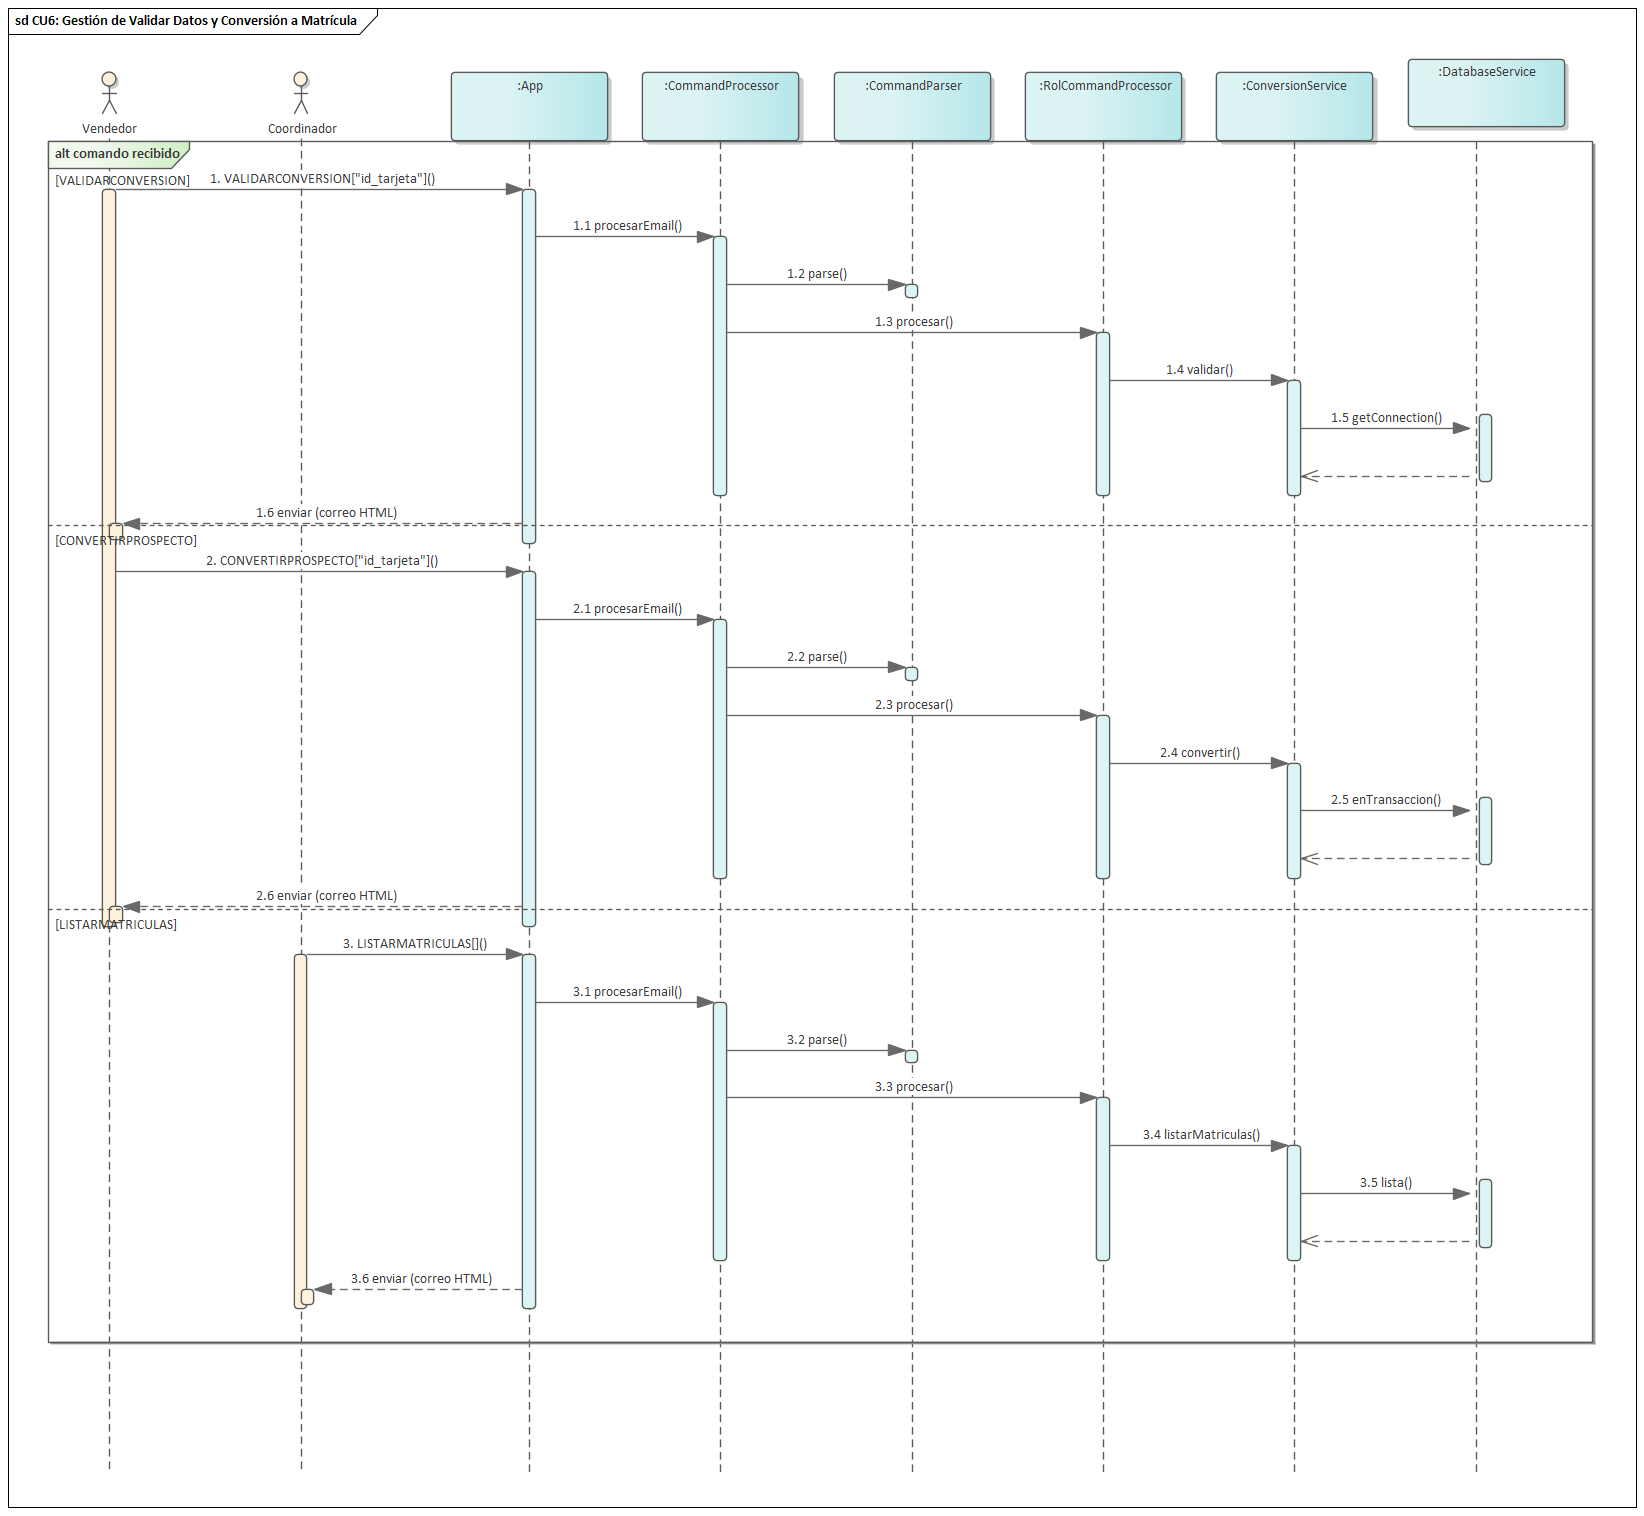 sd CU6: Gestión de Validar Datos y Conversión a Matrícula
Vendedor
Coordinador
:App
:CommandProcessor
:CommandParser
:RolCommandProcessor
:ConversionService
:DatabaseService
alt comando recibido
[VALIDARCONVERSION]
1. VALIDARCONVERSION["id_tarjeta"]()
1.1 procesarEmail()
1.2 parse()
1.3 procesar()
1.4 validar()
1.5 getConnection()
1.6 enviar (correo HTML)
[CONVERTIRPROSPECTO]
2. CONVERTIRPROSPECTO["id_tarjeta"]()
2.1 procesarEmail()
2.2 parse()
2.3 procesar()
2.4 convertir()
2.5 enTransaccion()
2.6 enviar (correo HTML)
[LISTARMATRICULAS]
3. LISTARMATRICULAS[]()
3.1 procesarEmail()
3.2 parse()
3.3 procesar()
3.4 listarMatriculas()
3.5 lista()
3.6 enviar (correo HTML)